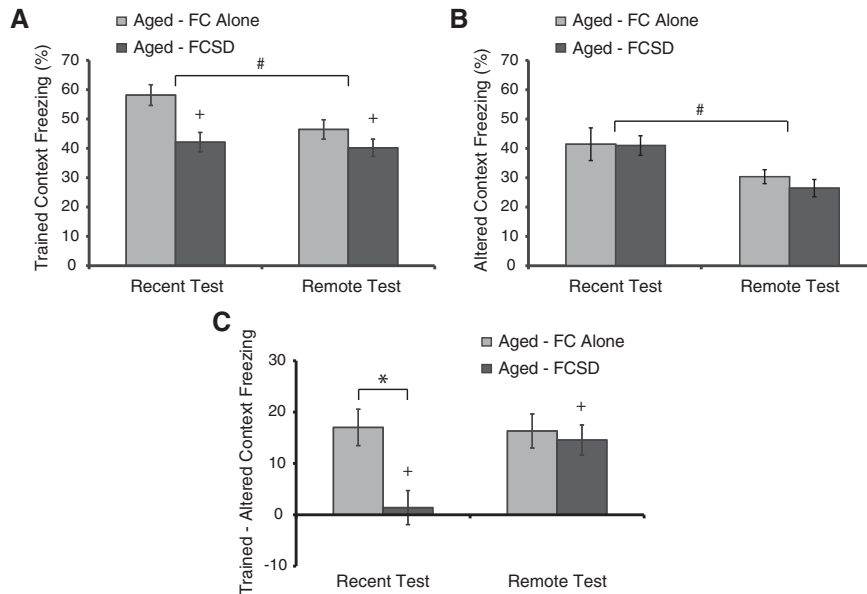 A
Aged - FC Alone
Aged - FCSD
Trained Context Freezing (%)
70
60
50
40
30
20
10
0
#
+
+
Recent Test
Remote Test
B
Aged - FC Alone
Aged - FCSD
Altered Context Freezing (%)
70
60
50
40
30
20
10
0
#
Recent Test
Remote Test
C
Aged - FC Alone
Aged - FCSD
Trained - Altered Context Freezing
30
20
10
0
-10
*
+
+
Recent Test
Remote Test